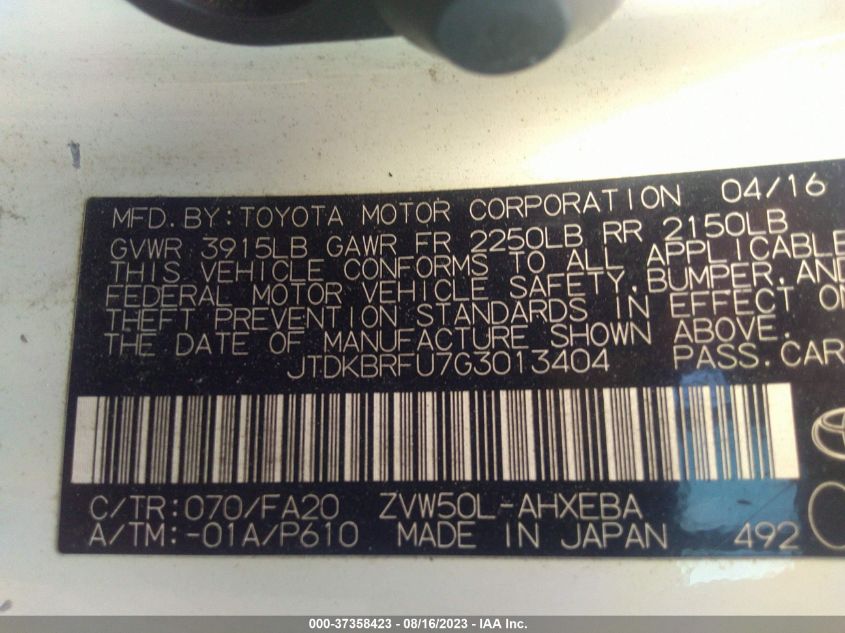 MFD. BY: TOYOTA MOTOR CORPORATION 04/16
GVWR 3915LB GAWR FR 2250LB RR 2150LB
THIS VEHICLE CONFORMS TO ALL APPLICABLE
FEDERAL MOTOR VEHICLE SAFETY, BUMPER, AND
THEFT PREVENTION STANDARDS IN EFFECT ON
THE DATE OF MANUFACTURE SHOWN ABOVE.
JTDKBRFU7G3013404 PASS. CAR
C/TR: 070/FA20 ZVW50L-AHXEBA
A/TM: -01A/P610 MADE IN JAPAN 492
000-37358423 - 08/16/2023 - IAA Inc.